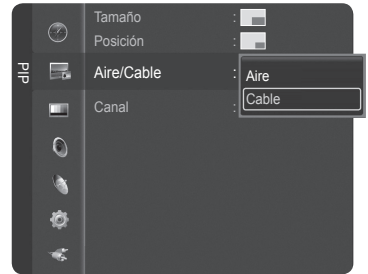 PIP
Tamaño :
Posición :
Aire/Cable :
Aire
Cable
Canal :